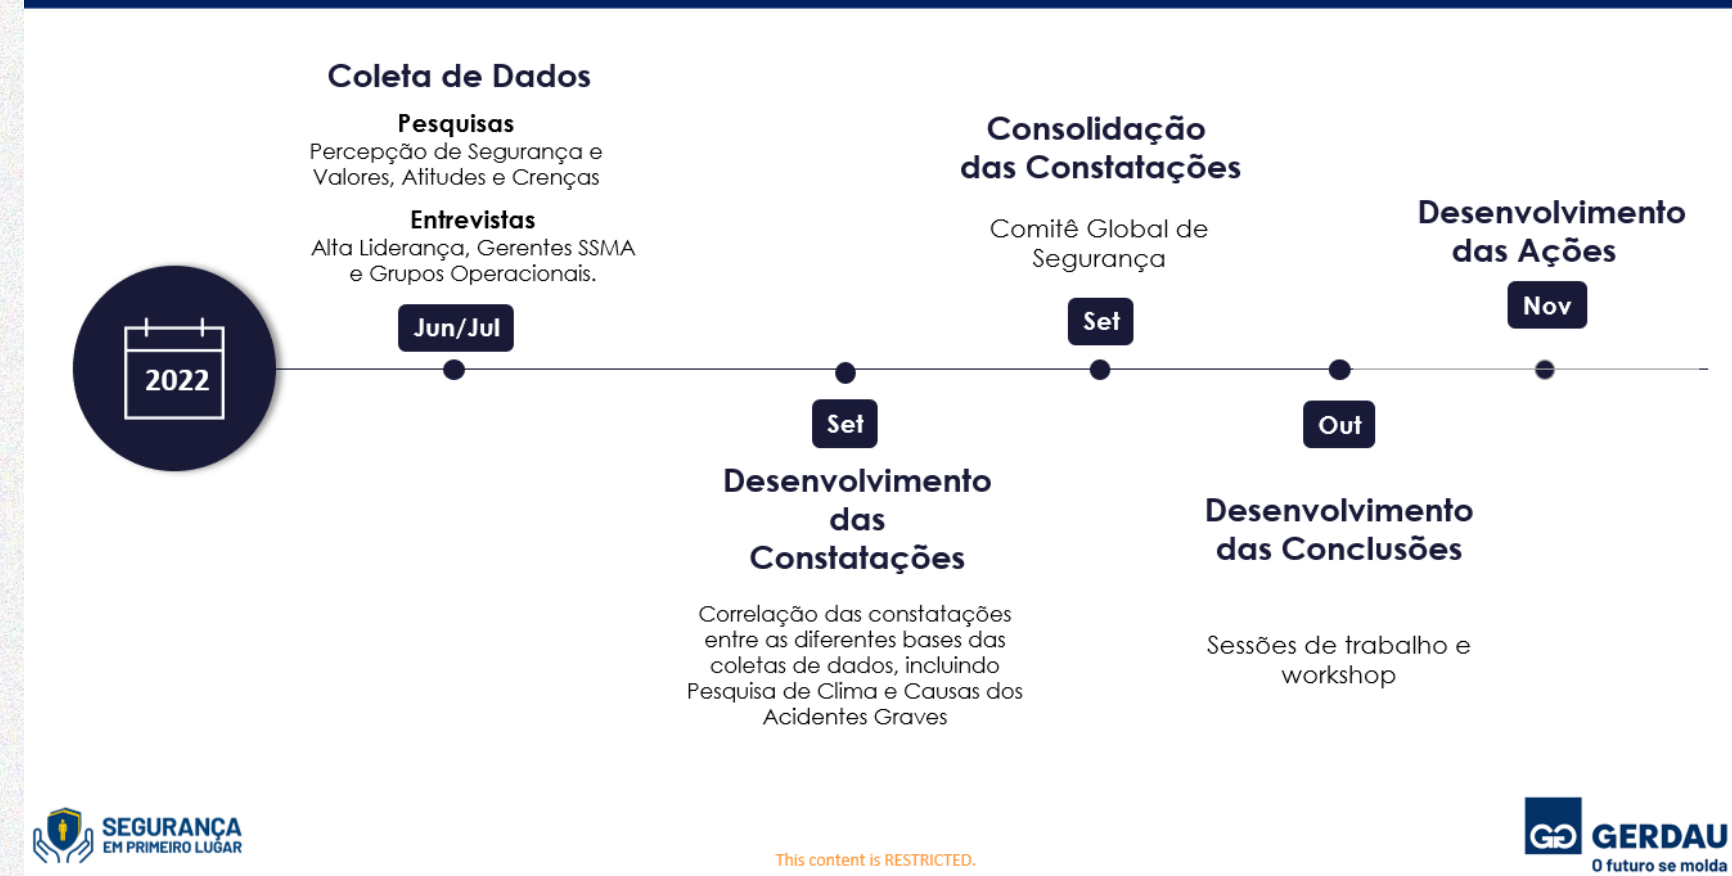 Coleta de Dados
Pesquisas
Percepção de Segurança e
Valores, Atitudes e Crenças
Entrevistas
Alta Liderança, Gerentes SSMA
e Grupos Operacionais.
Jun/Jul
2022
Set
Desenvolvimento
das
Constatações
Correlação das constatações
entre as diferentes bases das
coletas de dados, incluindo
Pesquisa de Clima e Causas dos
Acidentes Graves
Consolidação
das Constatações
Comitê Global de
Segurança
Set
Out
Desenvolvimento
das Conclusões
Sessões de trabalho e
workshop
Desenvolvimento
das Ações
Nov
SEGURANÇA
EM PRIMEIRO LUGAR
This content is RESTRICTED.
GERDAU
O futuro se molda